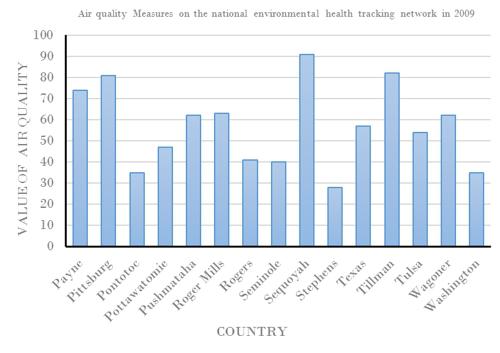 Air quality Measures on the national environmental health tracking network in 2009
VALUE OF AIR QUALITY
100
90
80
70
60
50
40
30
20
10
0
Payne
Pittsburg
Pontotoc
Pottawatomie
Pushmataha
Roger Mills
Rogers
Seminole
Sequoyah
Stephens
Texas
Tillman
Tulsa
Wagoner
Washington
COUNTRY